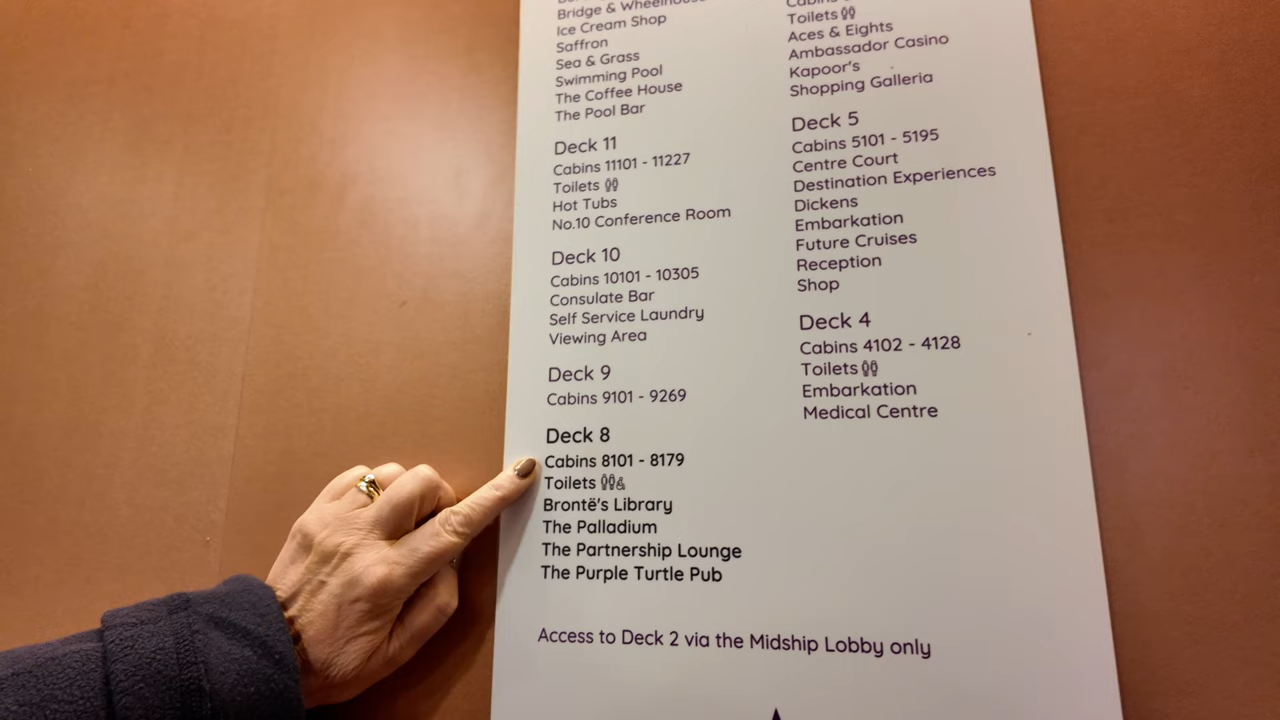 Bridge & Wheelhouse
Ice Cream Shop
Saffron
Sea & Grass
Swimming Pool
The Coffee House
The Pool Bar
Deck 11
Cabins 11101 - 11227
Toilets
Hot Tubs
No.10 Conference Room
Deck 10
Cabins 10101 - 10305
Consulate Bar
Self Service Laundry
Viewing Area
Deck 9
Cabins 9101 - 9269
Deck 8
Cabins 8101 - 8179
Toilets
Brontë's Library
The Palladium
The Partnership Lounge
The Purple Turtle Pub
Cabins
Toilets
Aces & Eights
Ambassador Casino
Kapoor's
Shopping Galleria
Deck 5
Cabins 5101 - 5195
Centre Court
Destination Experiences
Dickens
Embarkation
Future Cruises
Reception
Shop
Deck 4
Cabins 4102 - 4128
Toilets
Embarkation
Medical Centre
Access to Deck 2 via the Midship Lobby only